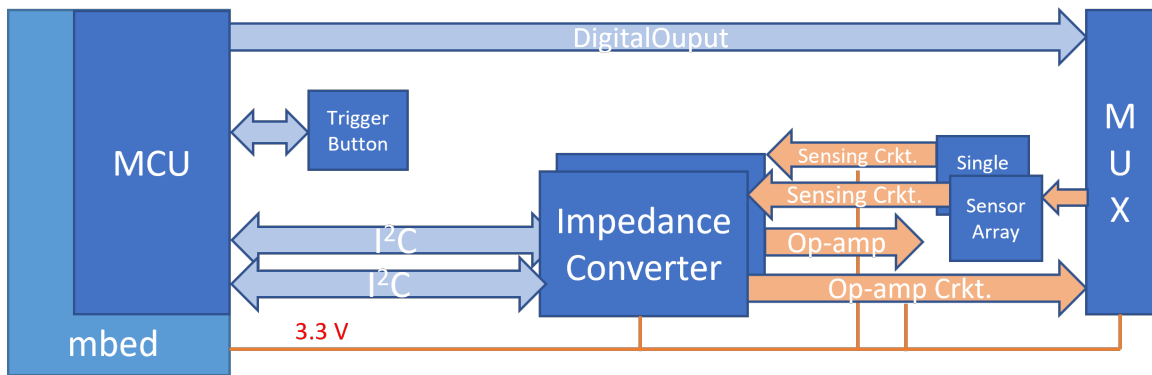 DigitalOuput
MCU
Trigger
Button
M
U
X
Sensing Crkt.
Single
Sensing Crkt.
Sensor
Array
Impedance
Converter
I²C
I²C
Op-amp
Op-amp Crkt.
3.3 V
mbed